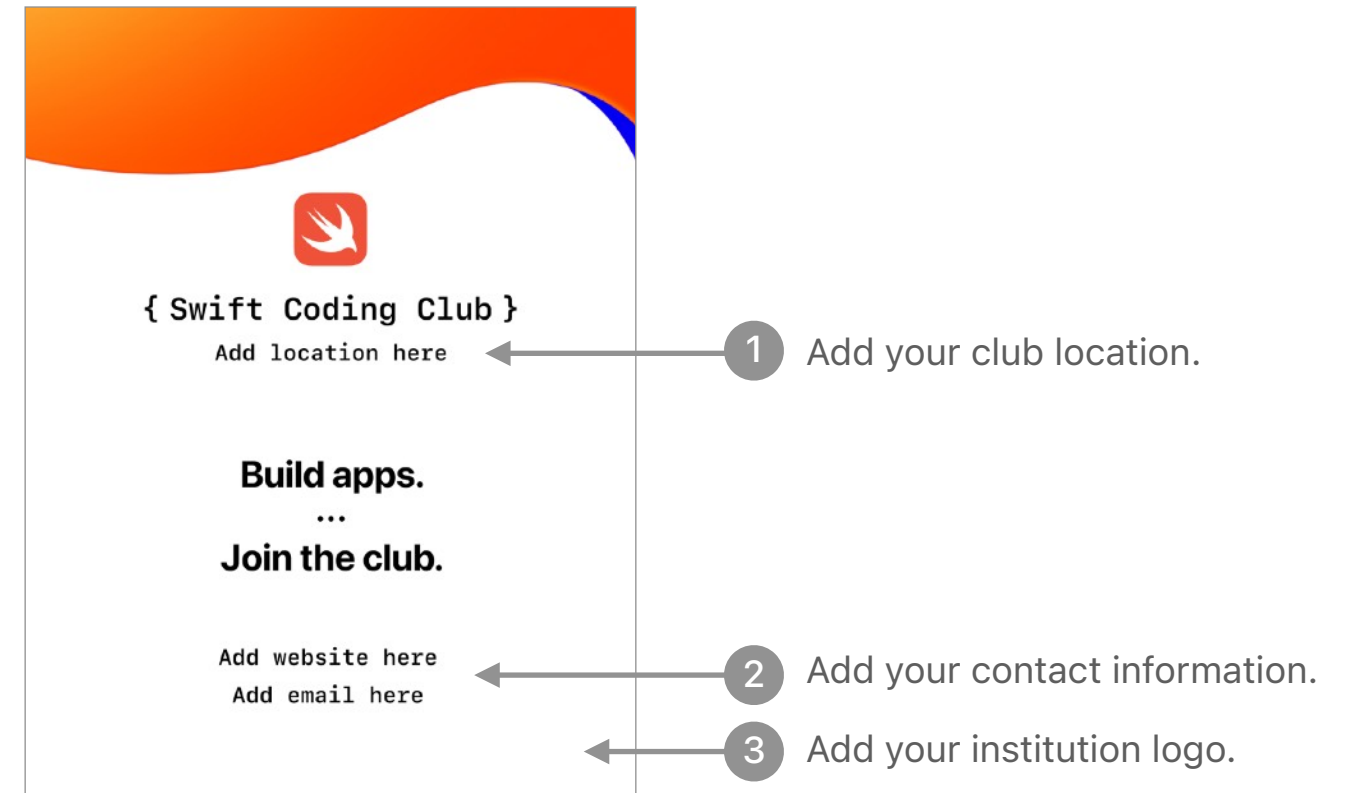 { Swift Coding Club }
Add location here
1 Add your club location.
Build apps.
...
Join the club.
Add website here
Add email here
2 Add your contact information.
3 Add your institution logo.